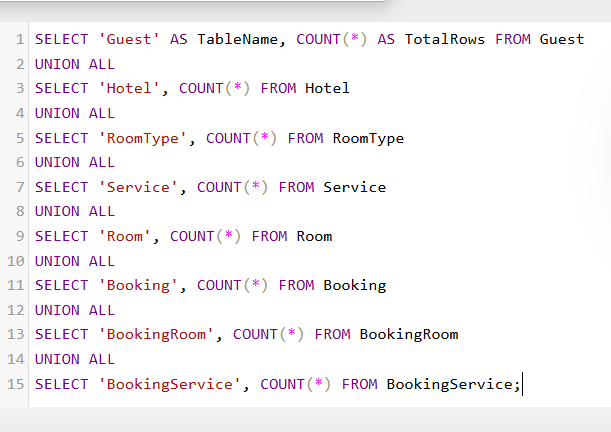 1 SELECT 'Guest' AS TableName, COUNT(*) AS TotalRows FROM Guest
2 UNION ALL
3 SELECT 'Hotel', COUNT(*) FROM Hotel
4 UNION ALL
5 SELECT 'RoomType', COUNT(*) FROM RoomType
6 UNION ALL
7 SELECT 'Service', COUNT(*) FROM Service
8 UNION ALL
9 SELECT 'Room', COUNT(*) FROM Room
10 UNION ALL
11 SELECT 'Booking', COUNT(*) FROM Booking
12 UNION ALL
13 SELECT 'BookingRoom', COUNT(*) FROM BookingRoom
14 UNION ALL
15 SELECT 'BookingService', COUNT(*) FROM BookingService;